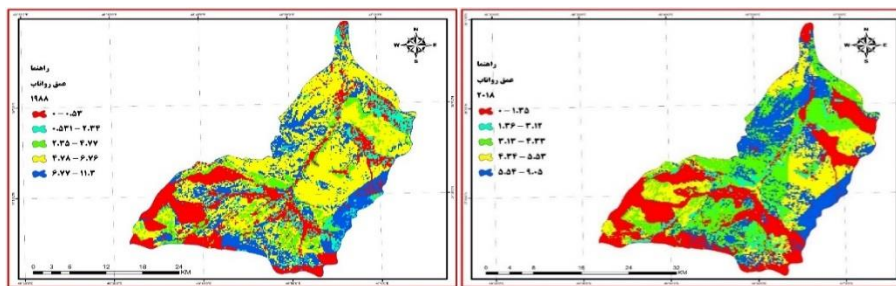 N
W E
S
راهنما
عمق رواناب
۱۹۸۸
۰ – ۰.۵۳
۰.۵۳۱ – ۲.۳۴
۲.۳۵ – ۴.۷۷
۴.۷۸ – ۶.۷۶
۶.۷۷ – ۱۱.۳
0 3 6 12 18 24
KM
N
W E
S
راهنما
عمق رواناب
۲۰۱۸
۰ – ۱.۳۵
۱.۳۶ – ۳.۱۲
۳.۱۳ – ۴.۳۳
۴.۳۴ – ۵.۵۳
۵.۵۴ – ۹.۰۵
0 4 8 16 24 32
KM